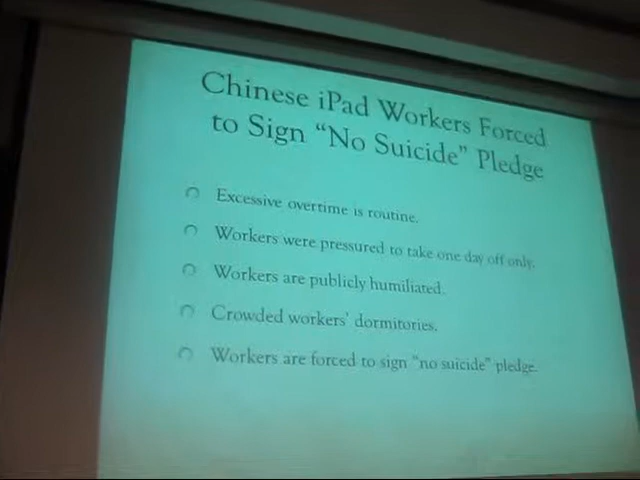 Chinese iPad Workers Forced
to Sign “No Suicide” Pledge
Excessive overtime is routine.
Workers were pressured to take one day off only.
Workers are publicly humiliated.
Crowded workers' dormitories.
Workers are forced to sign “no suicide” pledge.